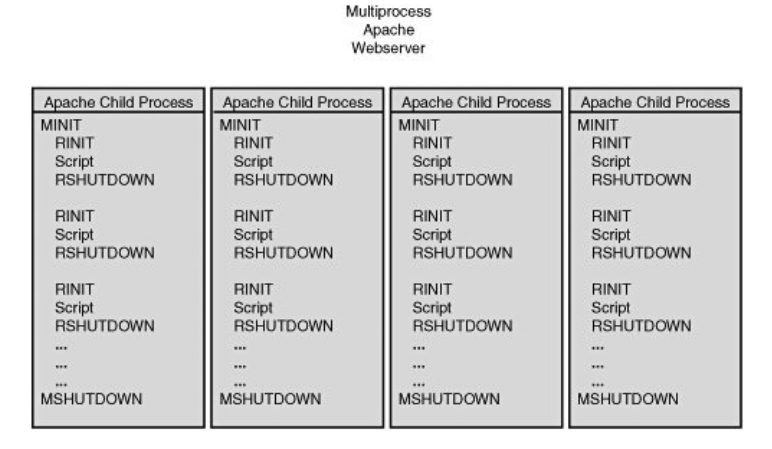 Multiprocess
Apache
Webserver
Apache Child Process
MINIT
RINIT
Script
RSHUTDOWN
RINIT
Script
RSHUTDOWN
RINIT
Script
RSHUTDOWN
...
...
...
MSHUTDOWN
Apache Child Process
MINIT
RINIT
Script
RSHUTDOWN
RINIT
Script
RSHUTDOWN
RINIT
Script
RSHUTDOWN
...
...
...
MSHUTDOWN
Apache Child Process
MINIT
RINIT
Script
RSHUTDOWN
RINIT
Script
RSHUTDOWN
RINIT
Script
RSHUTDOWN
...
...
...
MSHUTDOWN
Apache Child Process
MINIT
RINIT
Script
RSHUTDOWN
RINIT
Script
RSHUTDOWN
RINIT
Script
RSHUTDOWN
...
...
...
MSHUTDOWN